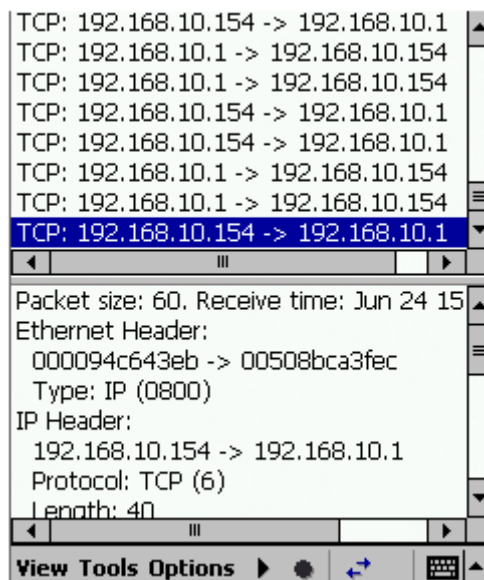 TCP: 192.168.10.154 -> 192.168.10.1
TCP: 192.168.10.1 -> 192.168.10.154
TCP: 192.168.10.1 -> 192.168.10.154
TCP: 192.168.10.154 -> 192.168.10.1
TCP: 192.168.10.154 -> 192.168.10.1
TCP: 192.168.10.1 -> 192.168.10.154
TCP: 192.168.10.1 -> 192.168.10.154
TCP: 192.168.10.154 -> 192.168.10.1
Packet size: 60. Receive time: Jun 24 15
Ethernet Header:
000094c643eb -> 00508bca3fec
Type: IP (0800)
IP Header:
192.168.10.154 -> 192.168.10.1
Protocol: TCP (6)
Length: 40
View Tools Options